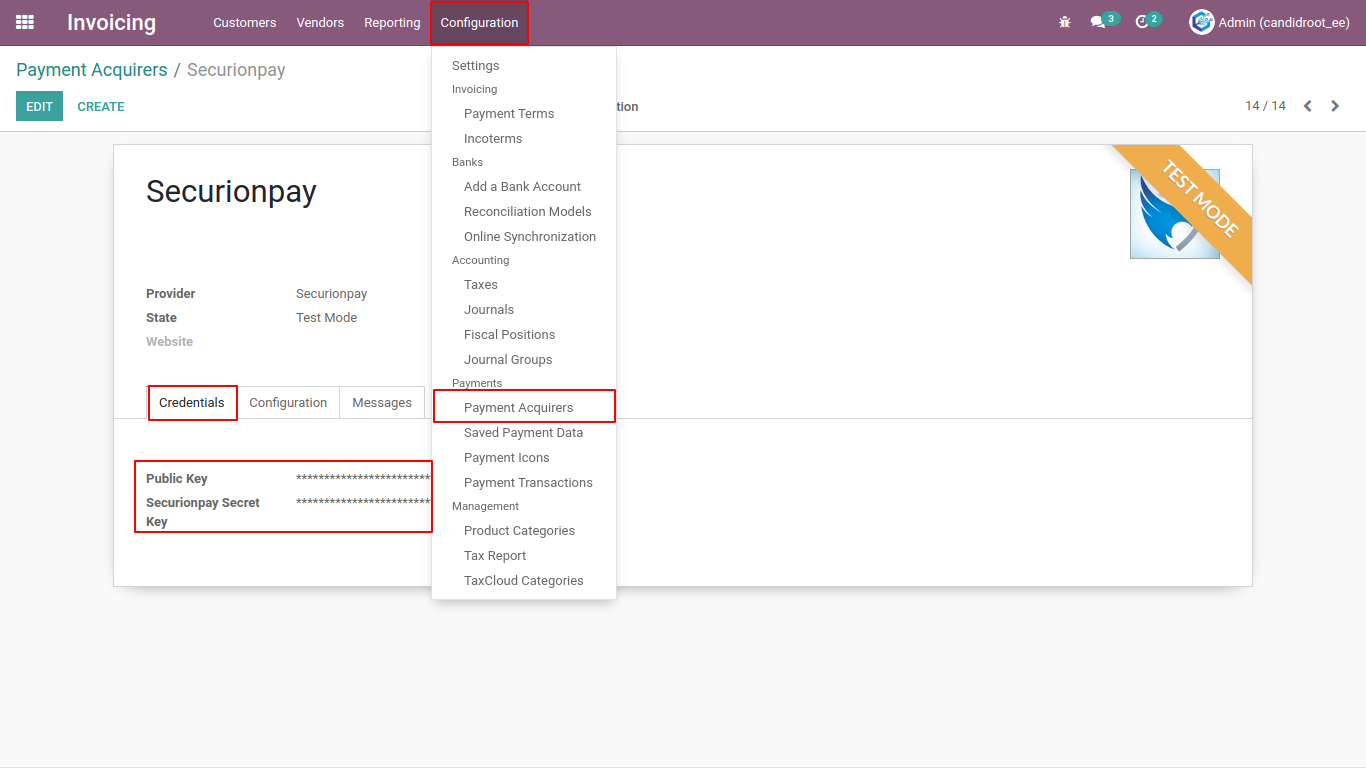 Invoicing Customers Vendors Reporting Configuration 3 2 Admin (candidroot_ee)
Payment Acquirers / Securionpay
Settings
Invoicing
EDIT CREATE tion 14 / 14
Payment Terms
Incoterms
Banks
Securionpay
TEST MODE
Add a Bank Account
Reconciliation Models
Online Synchronization
Accounting
Taxes
Provider Securionpay
Journals
State Test Mode
Fiscal Positions
Website
Journal Groups
Payments
Credentials Configuration Messages
Payment Acquirers
Saved Payment Data
Payment Icons
Public Key ************************
Payment Transactions
Securionpay Secret ************************
Key
Management
Product Categories
Tax Report
TaxCloud Categories